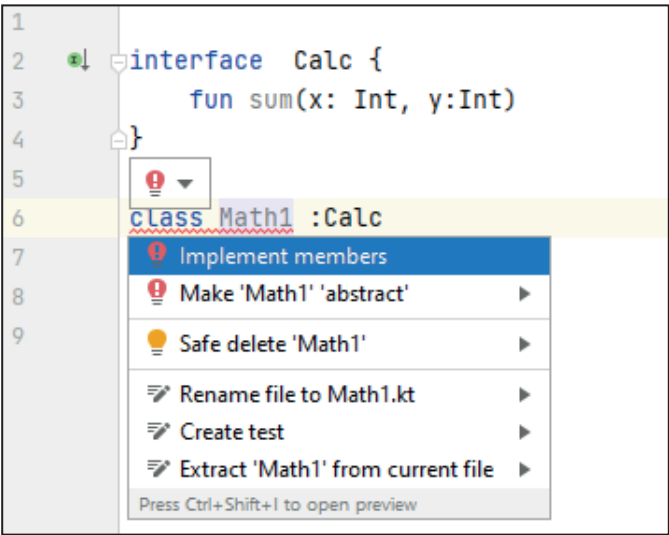 1
2 interface  Calc {
3 fun sum(x: Int, y:Int)
4 }
5
6 class Math1 :Calc
7 Implement members
8 Make 'Math1' 'abstract'
9 Safe delete 'Math1'
Rename file to Math1.kt
Create test
Extract 'Math1' from current file
Press Ctrl+Shift+I to open preview